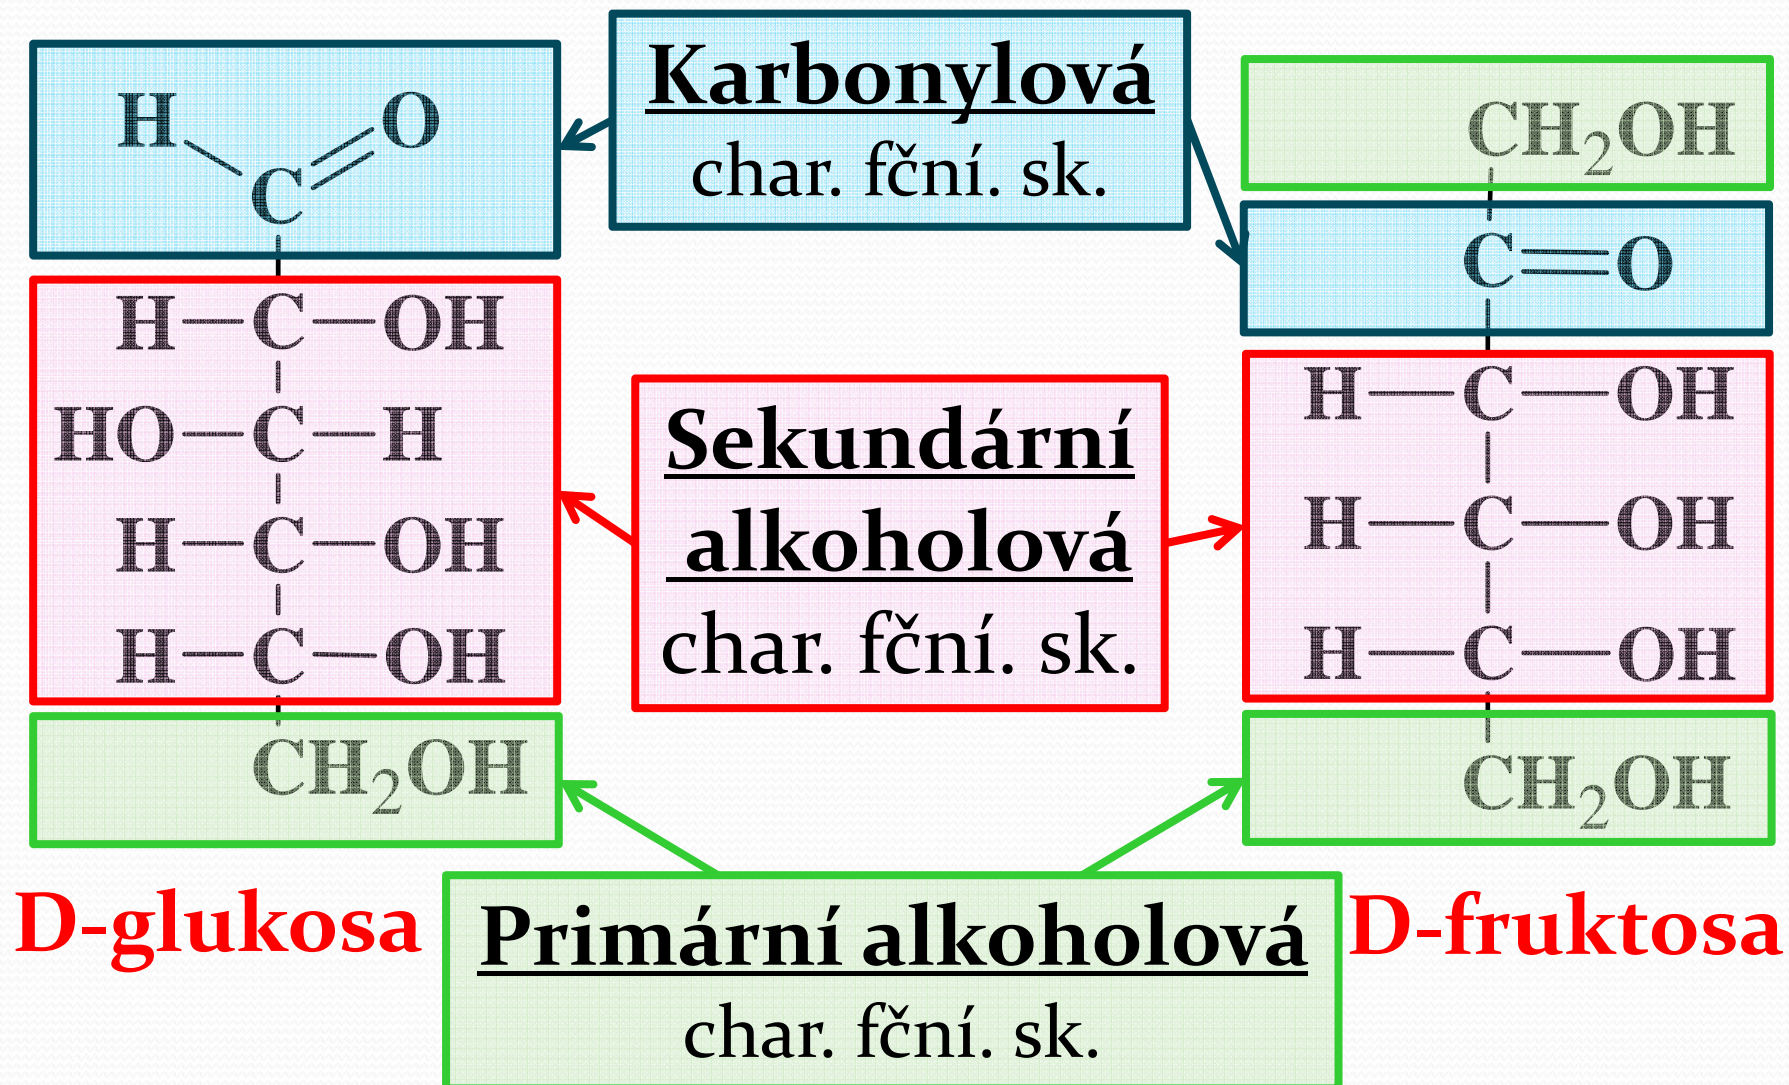 Karbonylová
char. fční. sk.
H
O
C
H C OH
HO C H
H C OH
H C OH
CH2OH
D-glukosa
Sekundární
alkoholová
char. fční. sk.
CH2OH
C O
H C OH
H C OH
H C OH
CH2OH
D-fruktosa
Primární alkoholová
char. fční. sk.